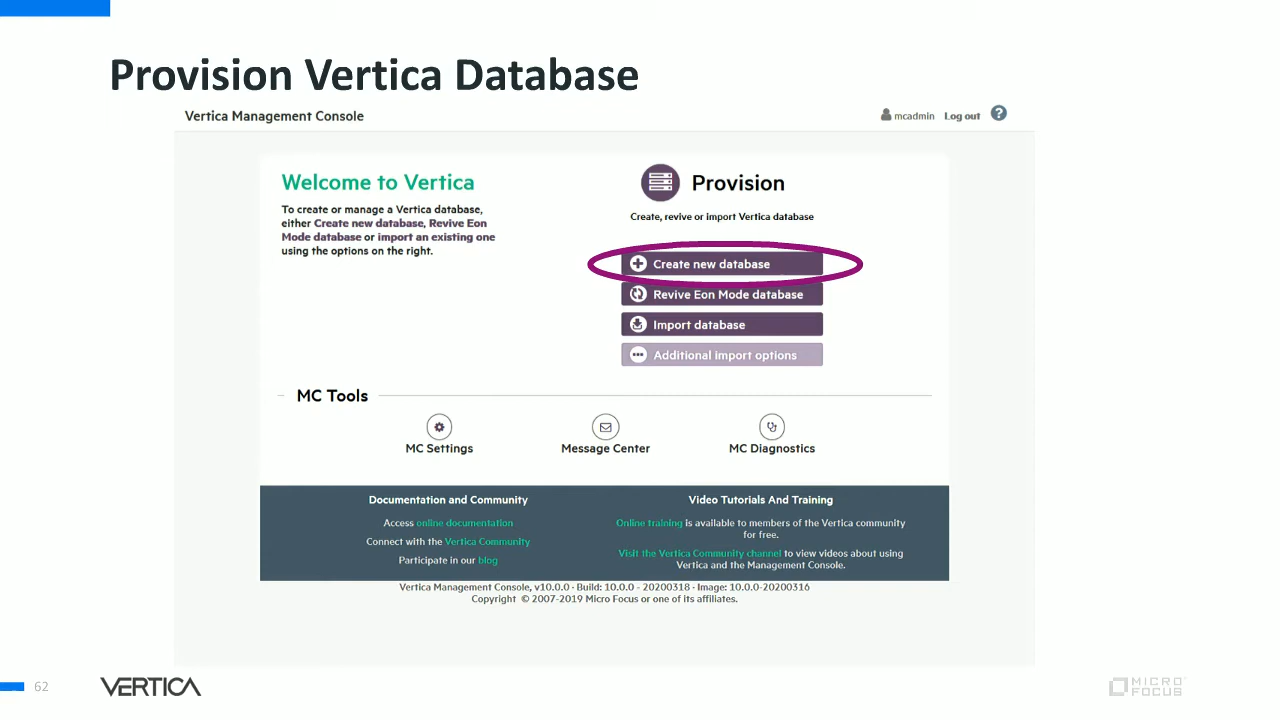 Provision Vertica Database
Vertica Management Console
mcadmin Log out ?
Welcome to Vertica
To create or manage a Vertica database,
either Create new database, Revive Eon
Mode database or import an existing one
using the options on the right.
Provision
Create, revive or import Vertica database
Create new database
Revive Eon Mode database
Import database
Additional import options
MC Tools
MC Settings
Message Center
MC Diagnostics
Documentation and Community
Access online documentation
Connect with the Vertica Community
Participate in our blog
Video Tutorials And Training
Online training is available to members of the Vertica community
for free.
Visit the Vertica Community channel to view videos about using
Vertica and the Management Console.
Vertica Management Console, v10.0.0 · Build: 10.0.0 - 20200318 · Image: 10.0.0-20200316
Copyright © 2007-2019 Micro Focus or one of its affiliates.
62
VERTICA
MICRO
FOCUS